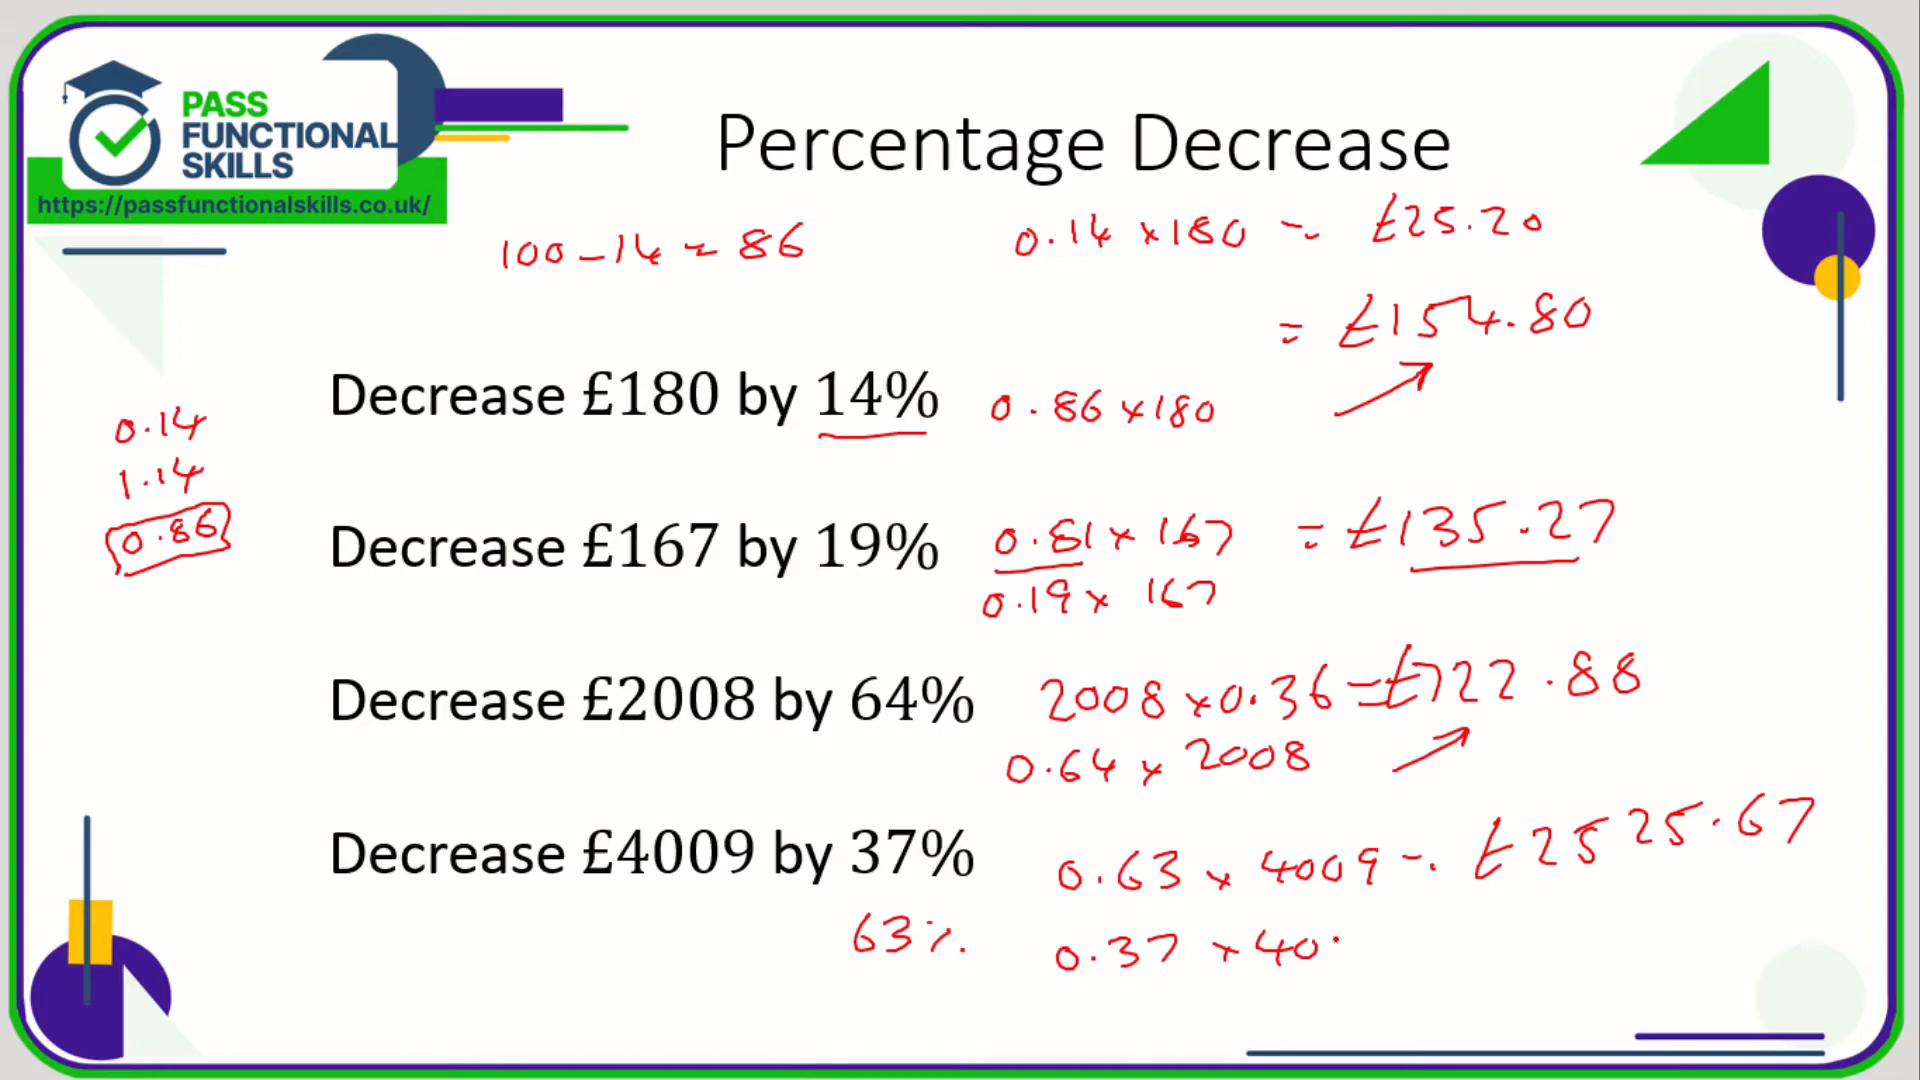 PASS
FUNCTIONAL
SKILLS
https://passfunctionalskills.co.uk/
Percentage Decrease
100 - 14 = 86
0.14 × 180 = £25.20
= £154.80
Decrease £180 by 14%
0.86 × 180
0.14
1.14
0.86
Decrease £167 by 19%
0.81 × 167 = £135.27
0.19 × 167
Decrease £2008 by 64%
2008 × 0.36 = £722.88
0.64 × 2008
Decrease £4009 by 37%
0.63 × 4009 = £2525.67
63%
0.37 × 40